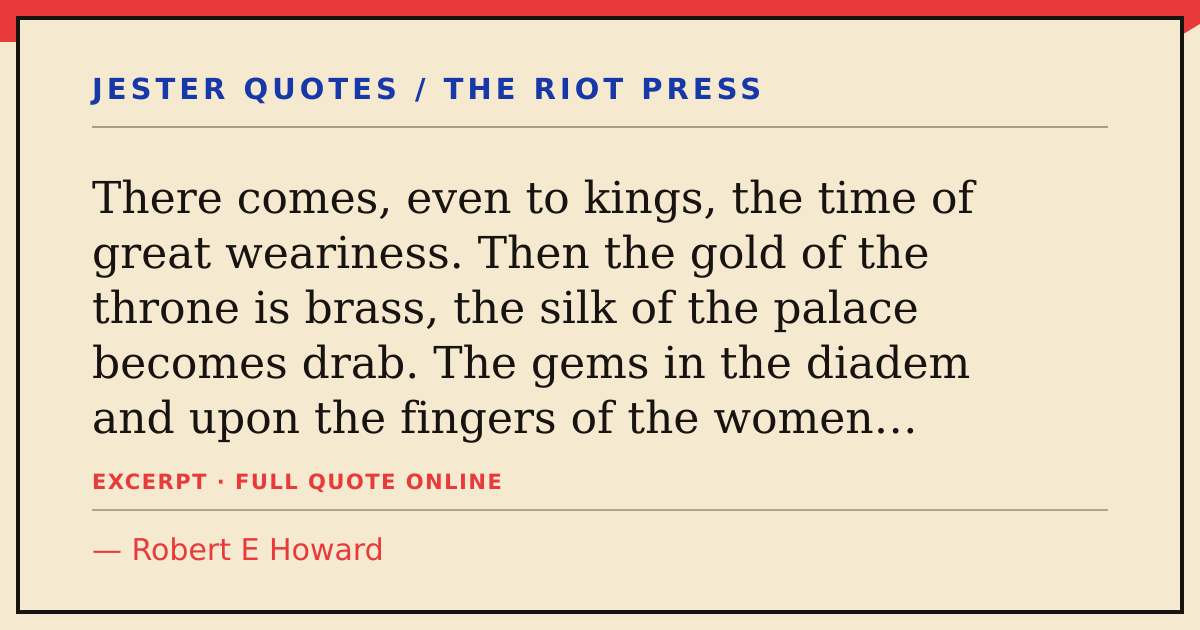 JESTER QUOTES / THE RIOT PRESS
There comes, even to kings, the time of
great weariness. Then the gold of the
throne is brass, the silk of the palace
becomes drab. The gems in the diadem
and upon the fingers of the women…
EXCERPT · FULL QUOTE ONLINE
— Robert E Howard